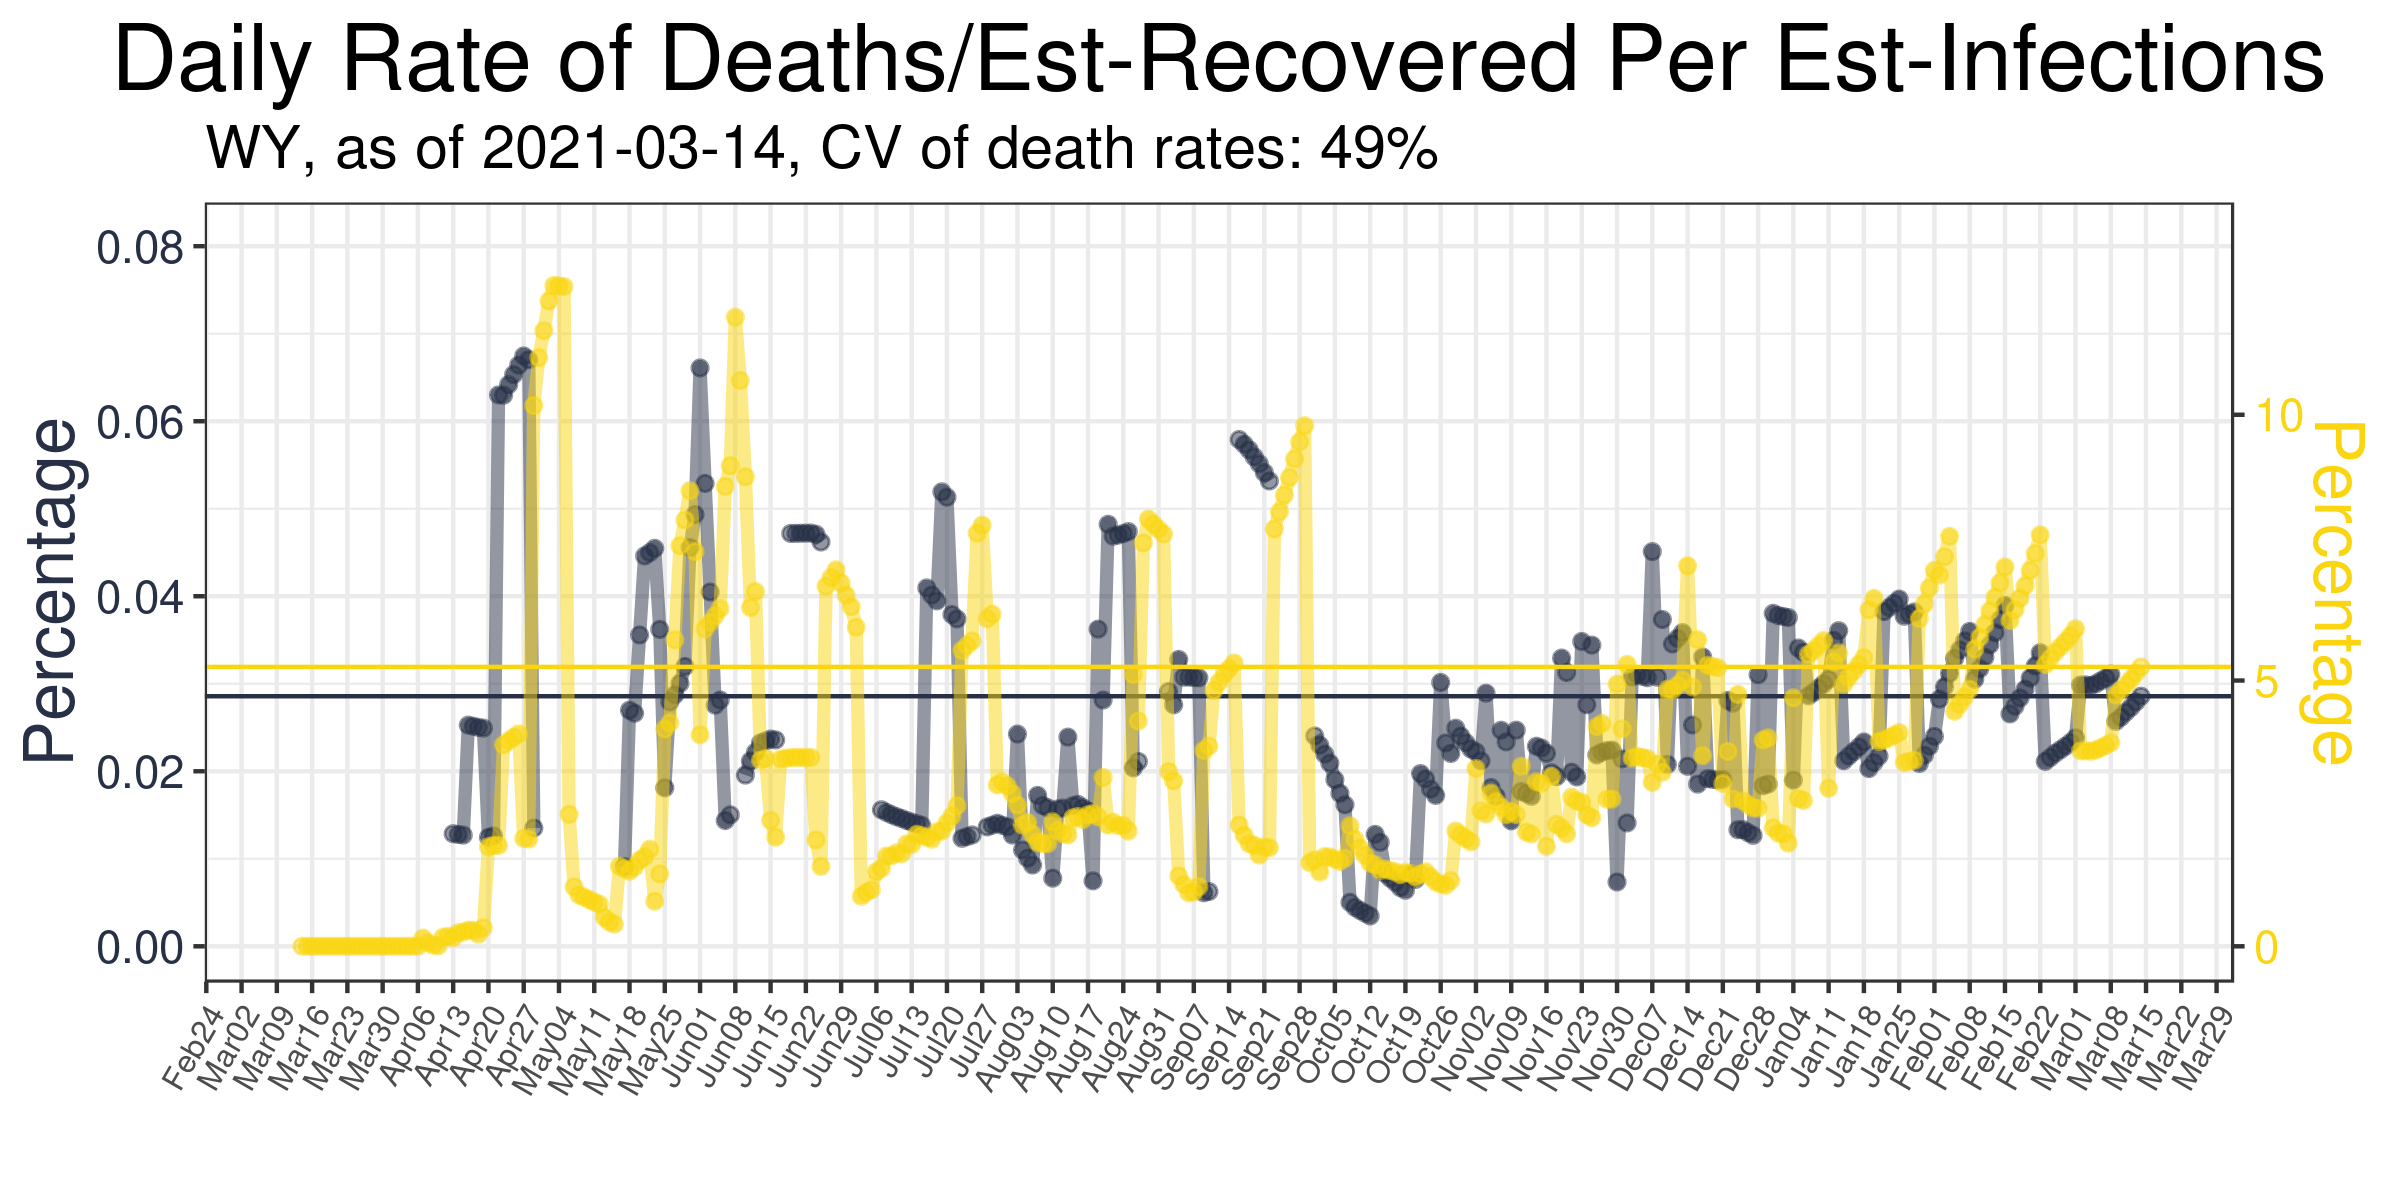 Daily Rate of Deaths/Est-Recovered Per Est-Infections
WY, as of 2021-03-14, CV of death rates: 49%
Percentage
0.08
0.06
0.04
0.02
0.00
10
5
0
Percentage
Feb24
Mar02
Mar09
Mar16
Mar23
Mar30
Apr06
Apr13
Apr20
Apr27
May04
May11
May18
May25
Jun01
Jun08
Jun15
Jun22
Jun29
Jul06
Jul13
Jul20
Jul27
Aug03
Aug10
Aug17
Aug24
Aug31
Sep07
Sep14
Sep21
Sep28
Oct05
Oct12
Oct19
Oct26
Nov02
Nov09
Nov16
Nov23
Nov30
Dec07
Dec14
Dec21
Dec28
Jan04
Jan11
Jan18
Jan25
Feb01
Feb08
Feb15
Feb22
Mar01
Mar08
Mar15
Mar22
Mar29